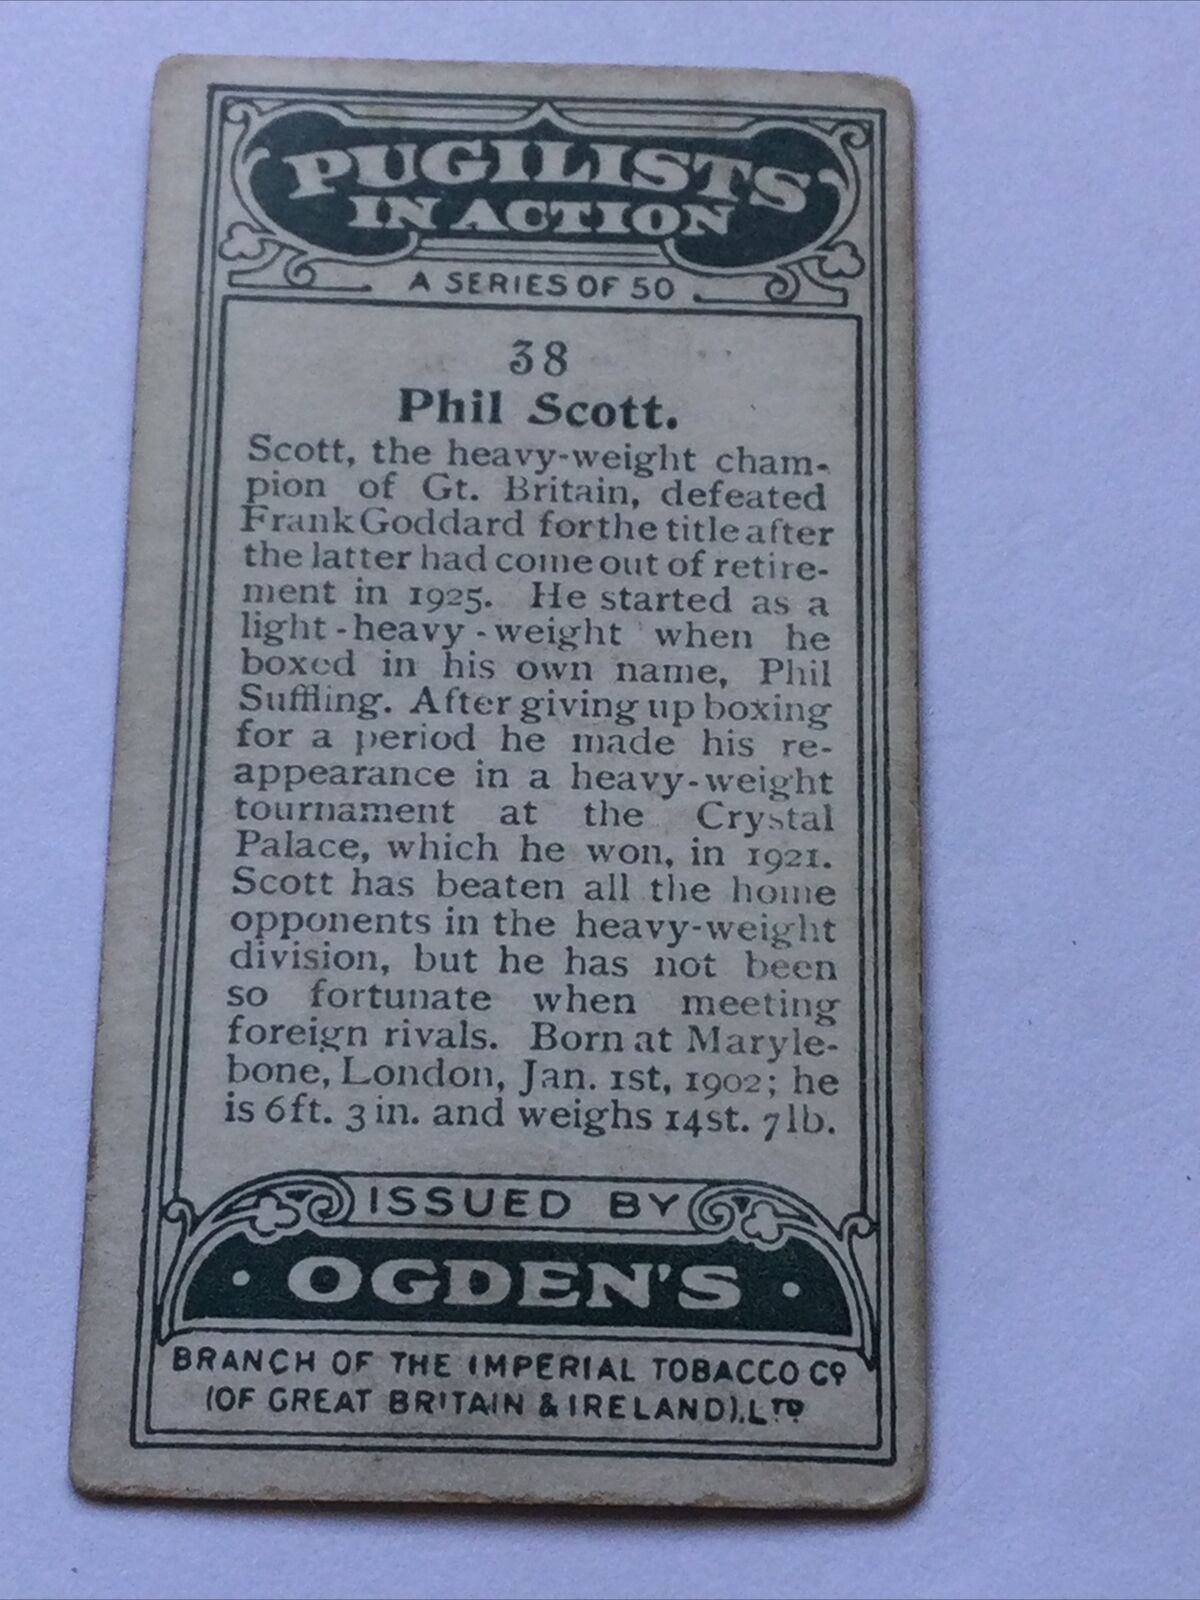 PUGILISTS
IN ACTION
A SERIES OF 50
38
Phil Scott.
Scott, the heavy-weight cham-
pion of Gt. Britain, defeated
Frank Goddard for the title after
the latter had come out of retire-
ment in 1925. He started as a
light-heavy-weight when he
boxed in his own name, Phil
Suffling. After giving up boxing
for a period he made his re-
appearance in a heavy-weight
tournament at the Crystal
Palace, which he won, in 1921.
Scott has beaten all the home
opponents in the heavy-weight
division, but he has not been
so fortunate when meeting
foreign rivals. Born at Maryle-
bone, London, Jan. 1st, 1902; he
is 6ft. 3 in. and weighs 14st. 7lb.
ISSUED BY
· OGDEN'S ·
BRANCH OF THE IMPERIAL TOBACCO CO
(OF GREAT BRITAIN & IRELAND), LTD